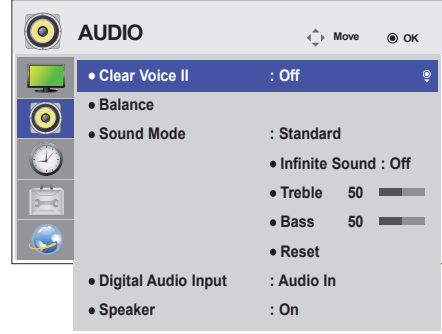 AUDIO Move OK
● Clear Voice II : Off
● Balance
● Sound Mode : Standard
● Infinite Sound : Off
● Treble 50
● Bass 50
● Reset
● Digital Audio Input : Audio In
● Speaker : On